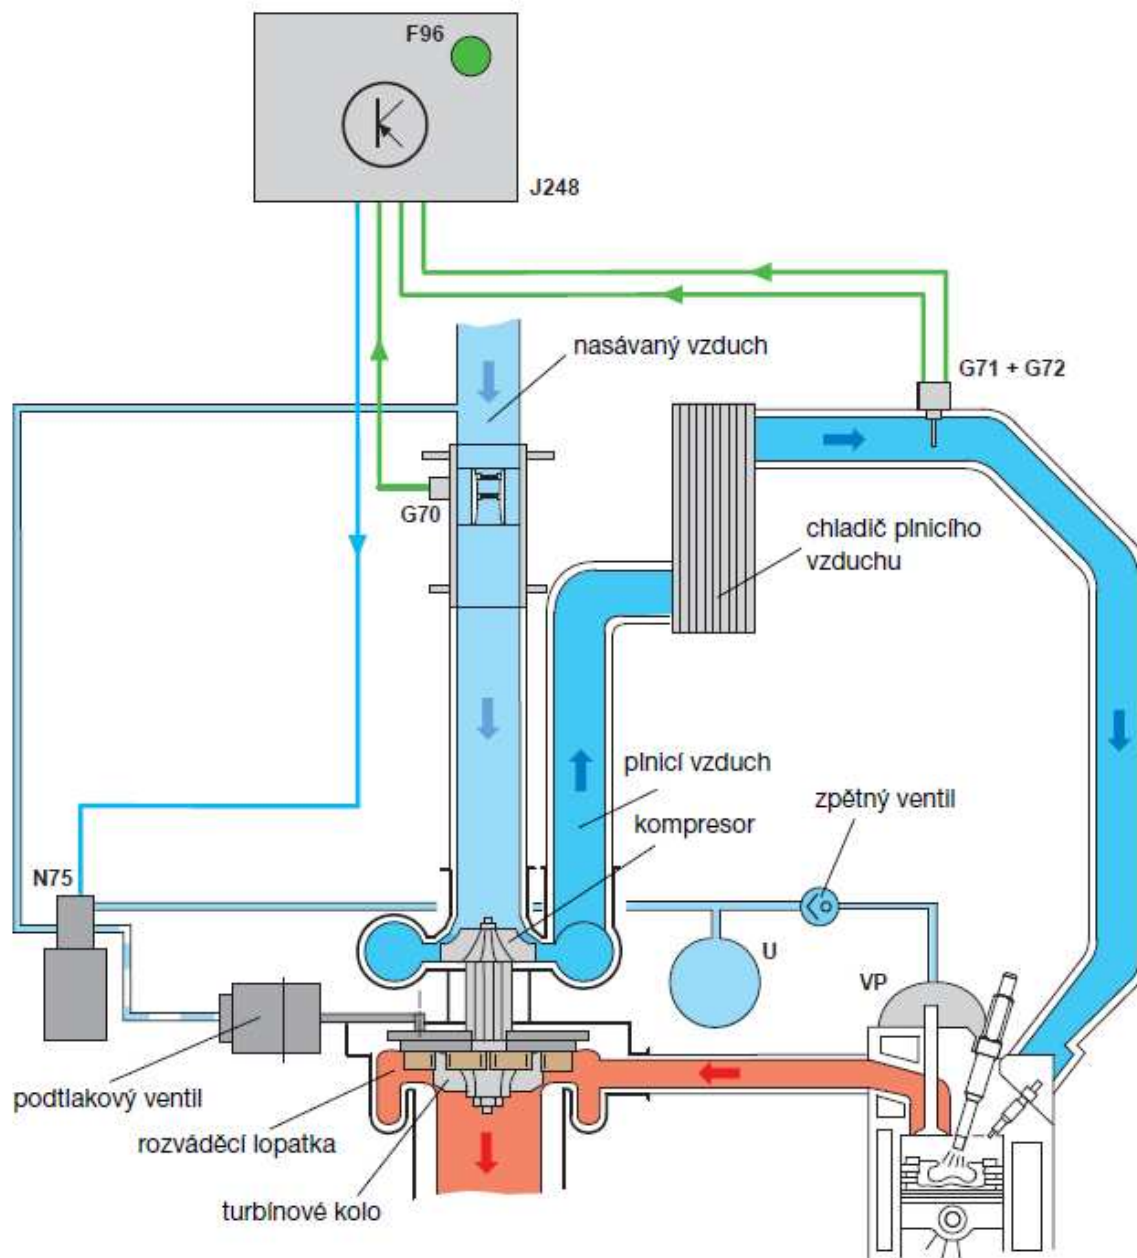 F96
J248
nasávaný vzduch
G71 + G72
G70
chladič plnicího
vzduchu
plnicí vzduch
zpětný ventil
kompresor
N75
U
VP
podtlakový ventil
rozváděcí lopatka
turbínové kolo